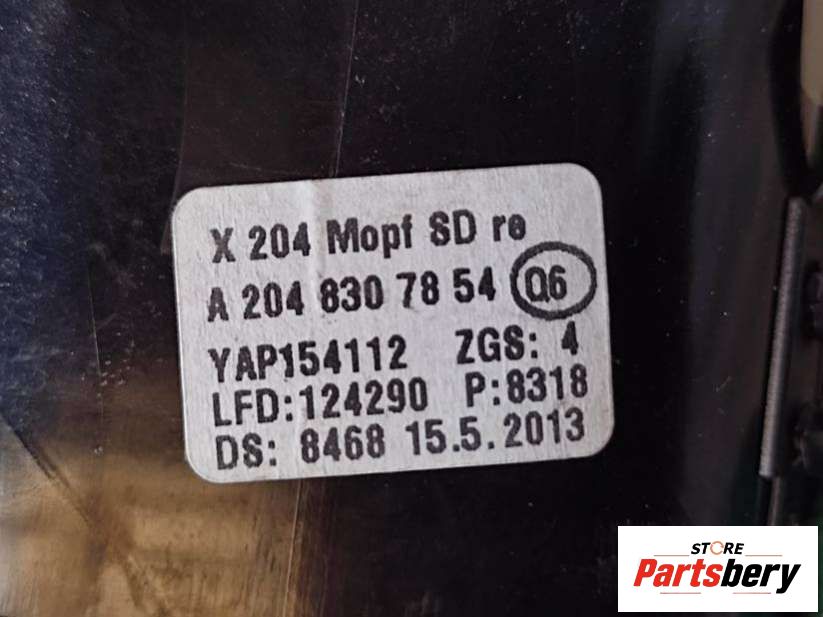 X 204 Mopf SD re
A 204 830 78 54 Q6
YAP154112 ZGS: 4
LFD:124290 P:8318
DS: 8468 15.5.2013
STORE
Partsbery